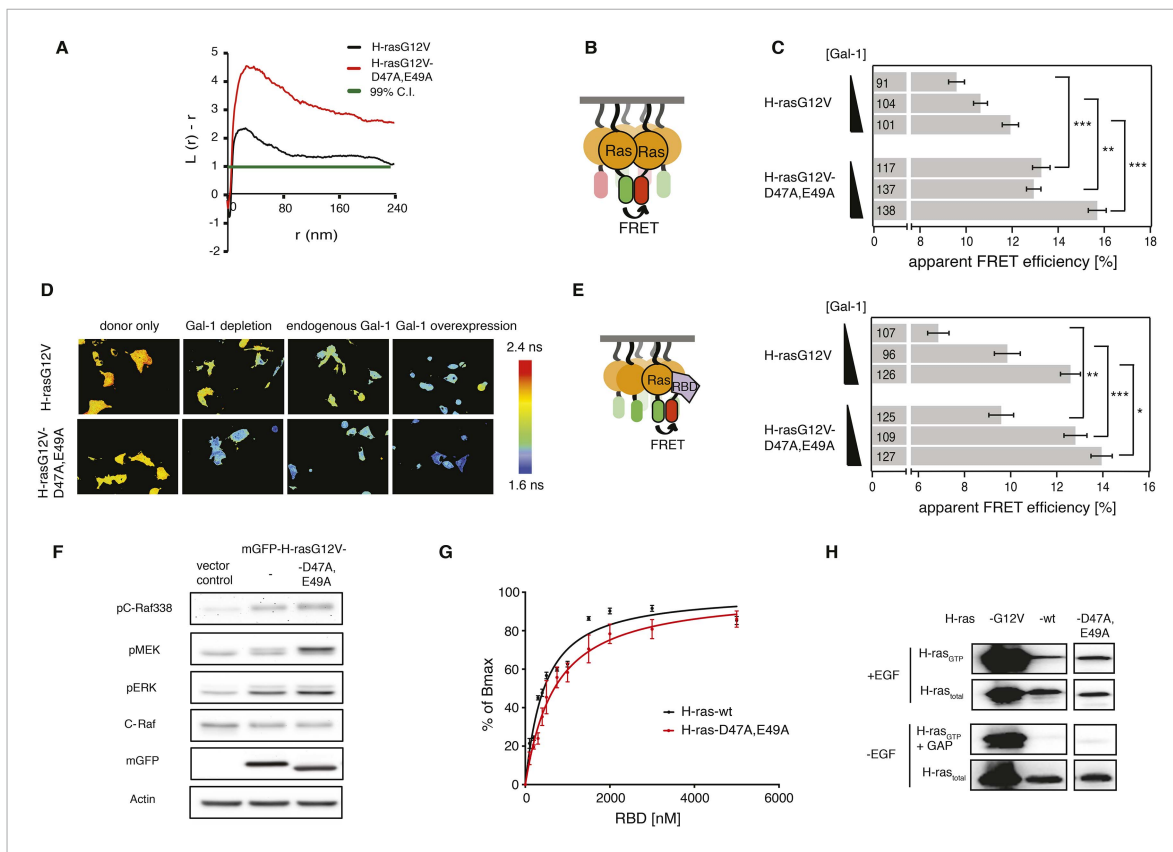 A
H-rasG12V
H-rasG12V-
D47A,E49A
99% C.I.
L (r) - r
5
4
3
2
1
0
-1
-2
0
80
160
240
r (nm)
B
Ras
Ras
FRET
C
[Gal-1]
H-rasG12V
91
104
101
H-rasG12V-
D47A,E49A
117
137
138
***
**
***
0
8
10
12
14
16
18
apparent FRET efficiency [%]
D
donor only
Gal-1 depletion
endogenous Gal-1
Gal-1 overexpression
H-rasG12V
H-rasG12V-
D47A,E49A
2.4 ns
1.6 ns
E
Ras
RBD
FRET
[Gal-1]
H-rasG12V
107
96
126
H-rasG12V-
D47A,E49A
125
109
127
**
***
*
0
6
8
10
12
14
16
apparent FRET efficiency [%]
F
mGFP-H-rasG12V-
vector
control
-
-D47A,
E49A
pC-Raf338
pMEK
pERK
C-Raf
mGFP
Actin
G
% of Bmax
100
80
60
40
20
0
H-ras-wt
H-ras-D47A,E49A
0
2000
4000
6000
RBD [nM]
H
H-ras
-G12V
-wt
-D47A,
E49A
+EGF
H-rasGTP
H-rastotal
-EGF
H-rasGTP
+ GAP
H-rastotal